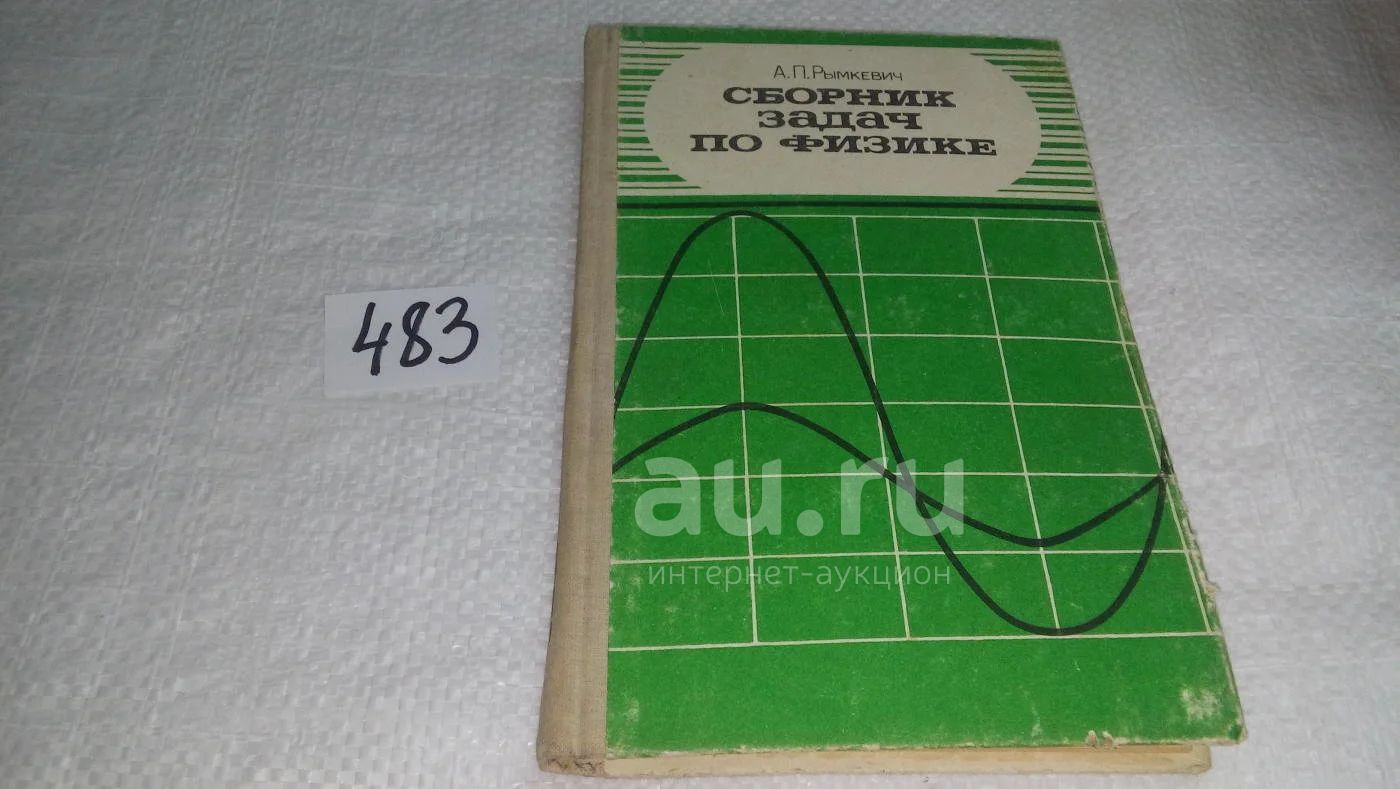 А.П.Рымкевич
СБОРНИК
ЗАДАЧ
ПО ФИЗИКЕ
483
au.ru
интернет-аукцион